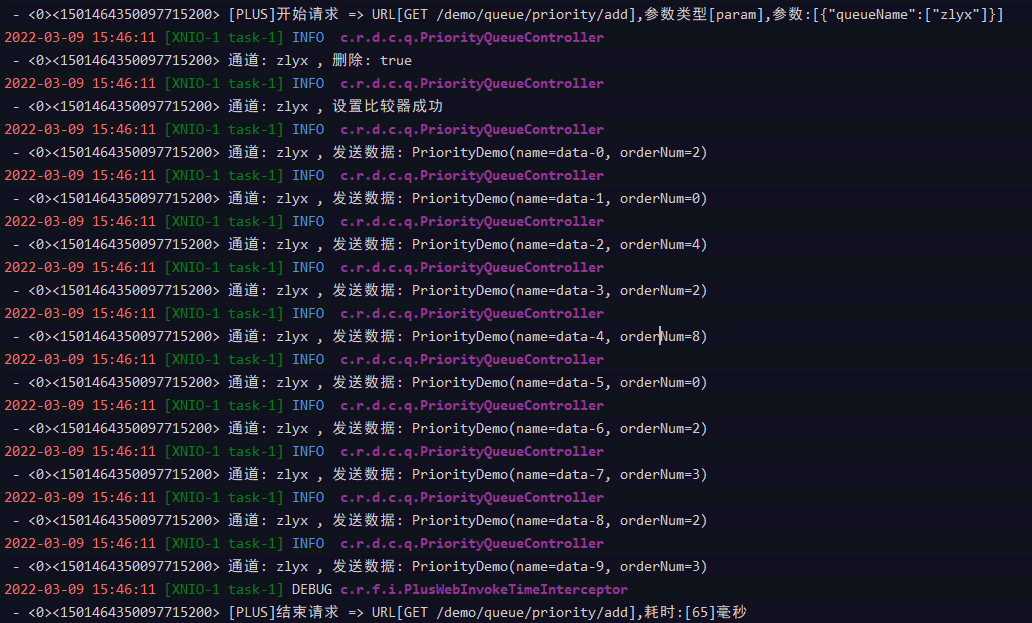 - <0><1501464350097715200> [PLUS]开始请求 => URL[GET /demo/queue/priority/add],参数类型[param],参数:[{"queueName":["zlyx"]}]
2022-03-09 15:46:11 [XNIO-1 task-1] INFO  c.r.d.c.q.PriorityQueueController
- <0><1501464350097715200> 通道: zlyx , 删除: true
2022-03-09 15:46:11 [XNIO-1 task-1] INFO  c.r.d.c.q.PriorityQueueController
- <0><1501464350097715200> 通道: zlyx , 设置比较器成功
2022-03-09 15:46:11 [XNIO-1 task-1] INFO  c.r.d.c.q.PriorityQueueController
- <0><1501464350097715200> 通道: zlyx , 发送数据: PriorityDemo(name=data-0, orderNum=2)
2022-03-09 15:46:11 [XNIO-1 task-1] INFO  c.r.d.c.q.PriorityQueueController
- <0><1501464350097715200> 通道: zlyx , 发送数据: PriorityDemo(name=data-1, orderNum=0)
2022-03-09 15:46:11 [XNIO-1 task-1] INFO  c.r.d.c.q.PriorityQueueController
- <0><1501464350097715200> 通道: zlyx , 发送数据: PriorityDemo(name=data-2, orderNum=4)
2022-03-09 15:46:11 [XNIO-1 task-1] INFO  c.r.d.c.q.PriorityQueueController
- <0><1501464350097715200> 通道: zlyx , 发送数据: PriorityDemo(name=data-3, orderNum=2)
2022-03-09 15:46:11 [XNIO-1 task-1] INFO  c.r.d.c.q.PriorityQueueController
- <0><1501464350097715200> 通道: zlyx , 发送数据: PriorityDemo(name=data-4, orderNum=8)
2022-03-09 15:46:11 [XNIO-1 task-1] INFO  c.r.d.c.q.PriorityQueueController
- <0><1501464350097715200> 通道: zlyx , 发送数据: PriorityDemo(name=data-5, orderNum=0)
2022-03-09 15:46:11 [XNIO-1 task-1] INFO  c.r.d.c.q.PriorityQueueController
- <0><1501464350097715200> 通道: zlyx , 发送数据: PriorityDemo(name=data-6, orderNum=2)
2022-03-09 15:46:11 [XNIO-1 task-1] INFO  c.r.d.c.q.PriorityQueueController
- <0><1501464350097715200> 通道: zlyx , 发送数据: PriorityDemo(name=data-7, orderNum=3)
2022-03-09 15:46:11 [XNIO-1 task-1] INFO  c.r.d.c.q.PriorityQueueController
- <0><1501464350097715200> 通道: zlyx , 发送数据: PriorityDemo(name=data-8, orderNum=2)
2022-03-09 15:46:11 [XNIO-1 task-1] INFO  c.r.d.c.q.PriorityQueueController
- <0><1501464350097715200> 通道: zlyx , 发送数据: PriorityDemo(name=data-9, orderNum=3)
2022-03-09 15:46:11 [XNIO-1 task-1] DEBUG c.r.f.i.PlusWebInvokeTimeInterceptor
- <0><1501464350097715200> [PLUS]结束请求 => URL[GET /demo/queue/priority/add],耗时:[65]毫秒